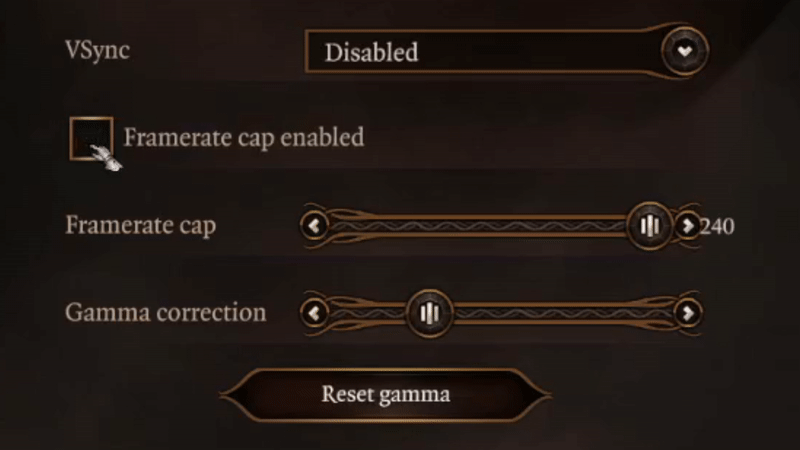 VSync
Disabled
Framerate cap enabled
Framerate cap
240
Gamma correction
Reset gamma